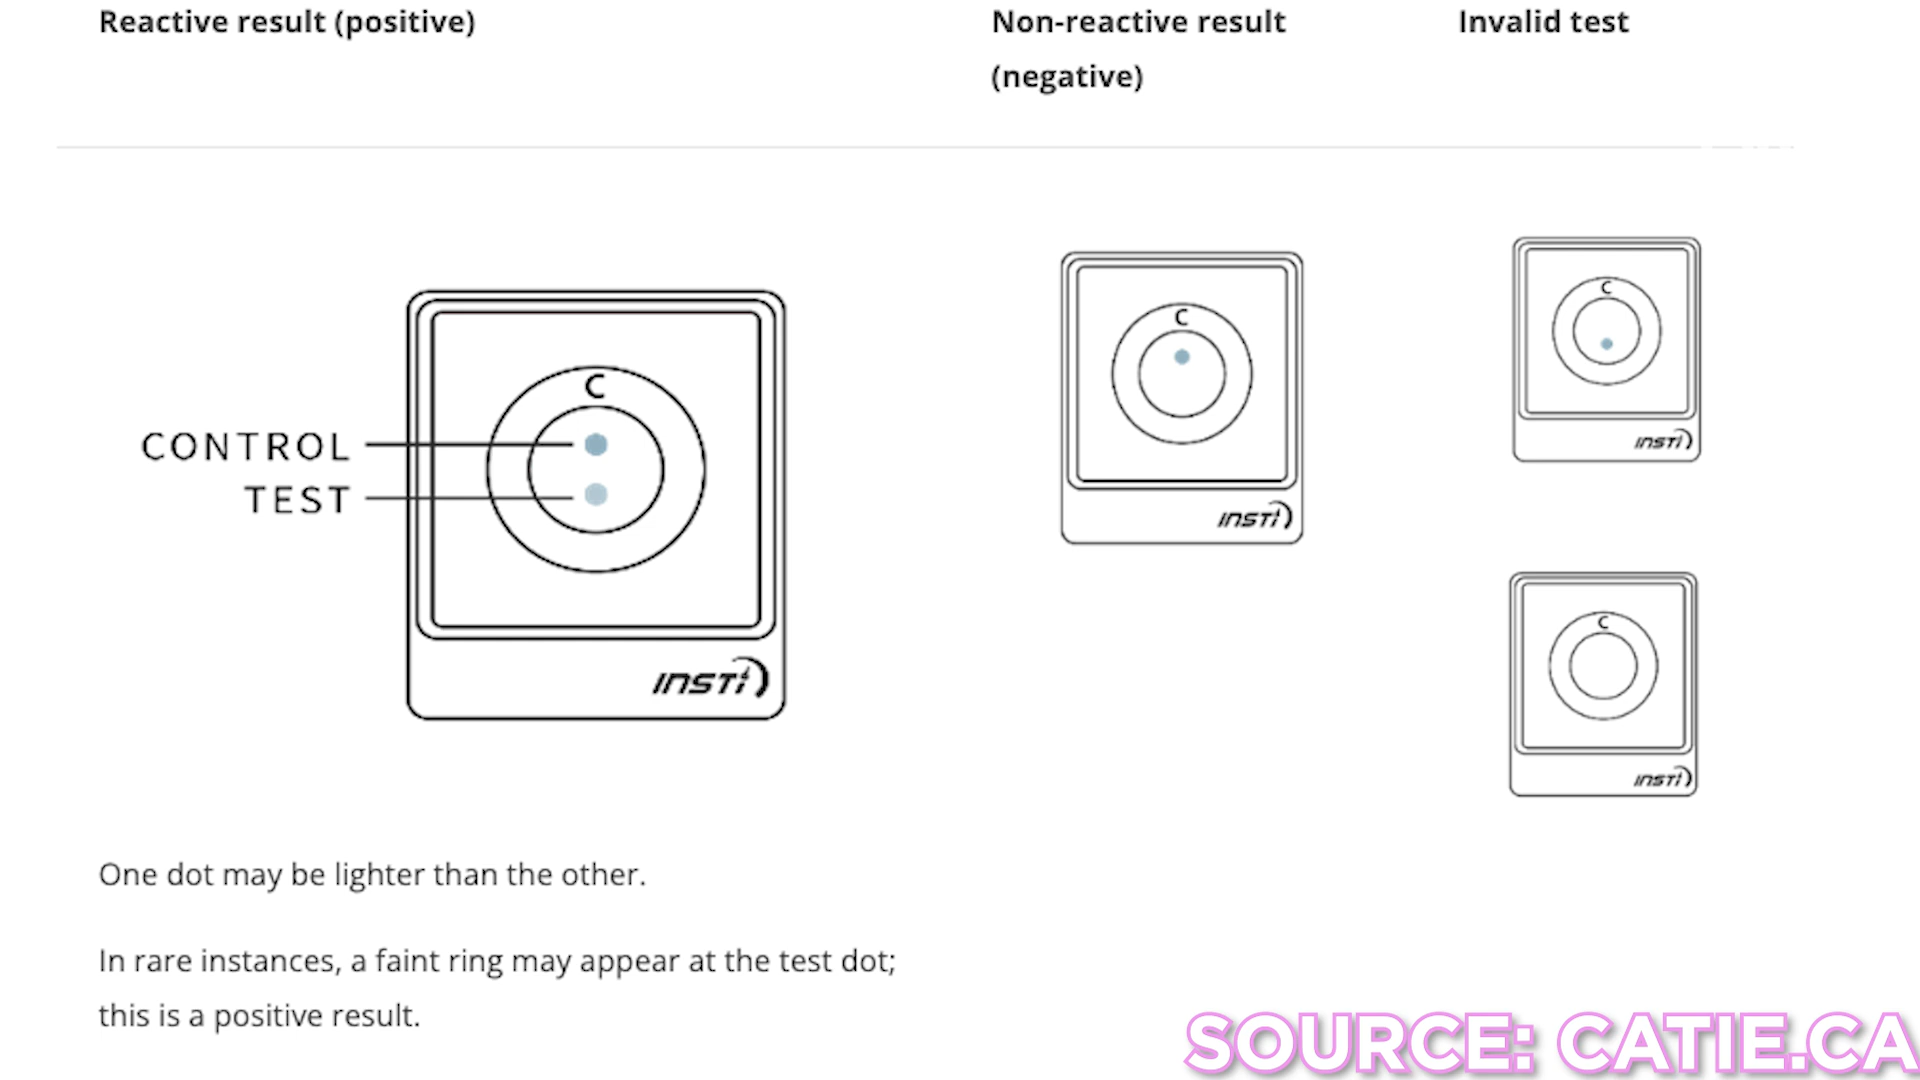 Reactive result (positive)
Non-reactive result
(negative)
Invalid test
CONTROL
TEST
C
INSTI
C
INSTI
C
INSTI
C
INSTI
One dot may be lighter than the other.
In rare instances, a faint ring may appear at the test dot;
this is a positive result.
SOURCE: CATIE.CA